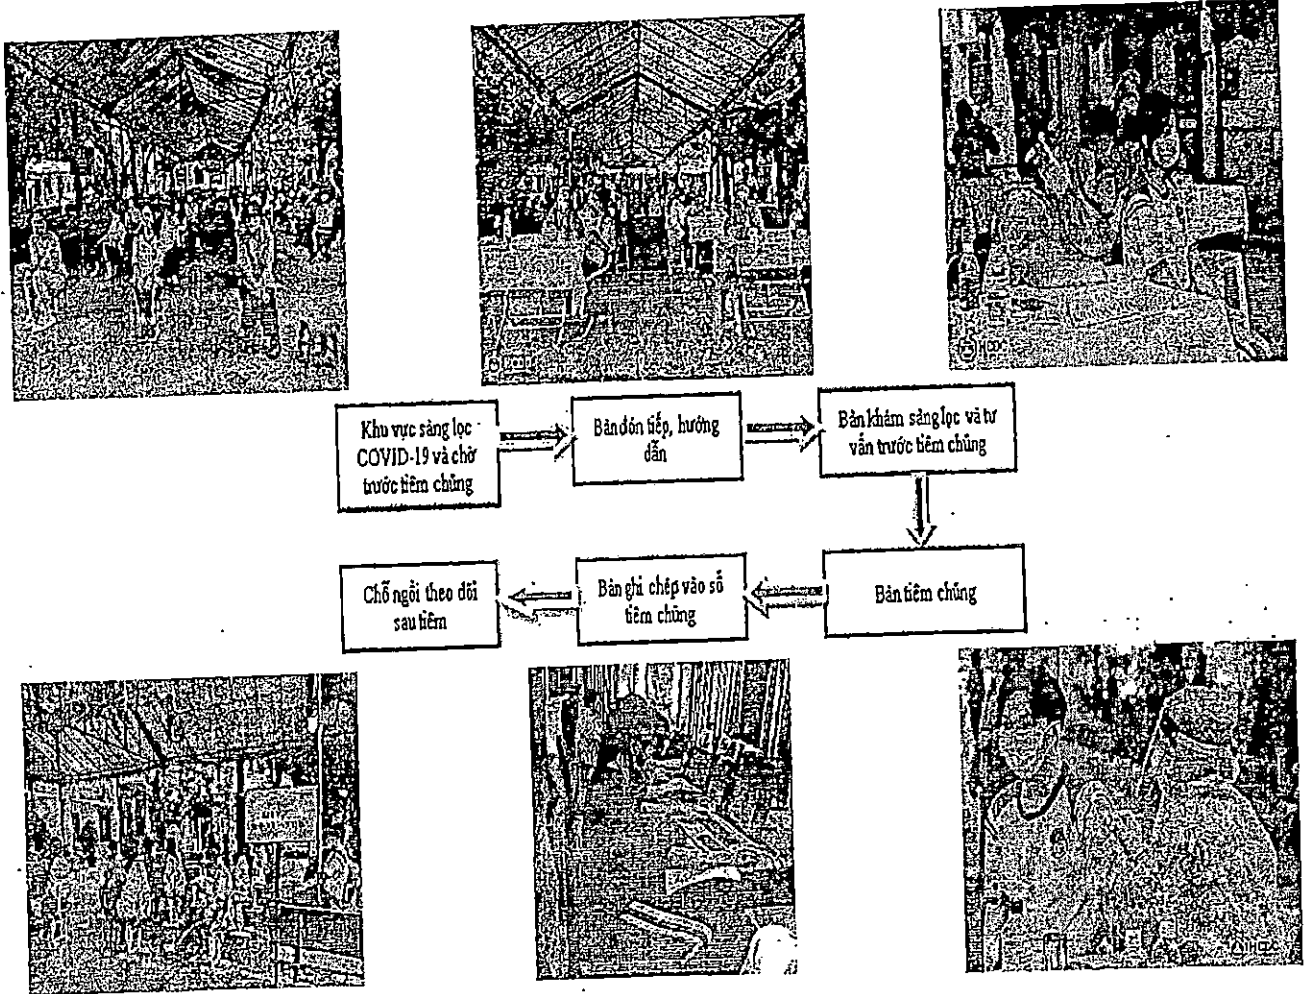 Khu vực sàng lọc
COVID-19 và chờ
trước tiêm chủng
Bàn đón tiếp, hướng
dẫn
Bàn khám sàng lọc và tư
vấn trước tiêm chủng
Chỗ ngồi theo dõi
sau tiêm
Bàn ghi chép vào sổ
tiêm chủng
Bàn tiêm chủng